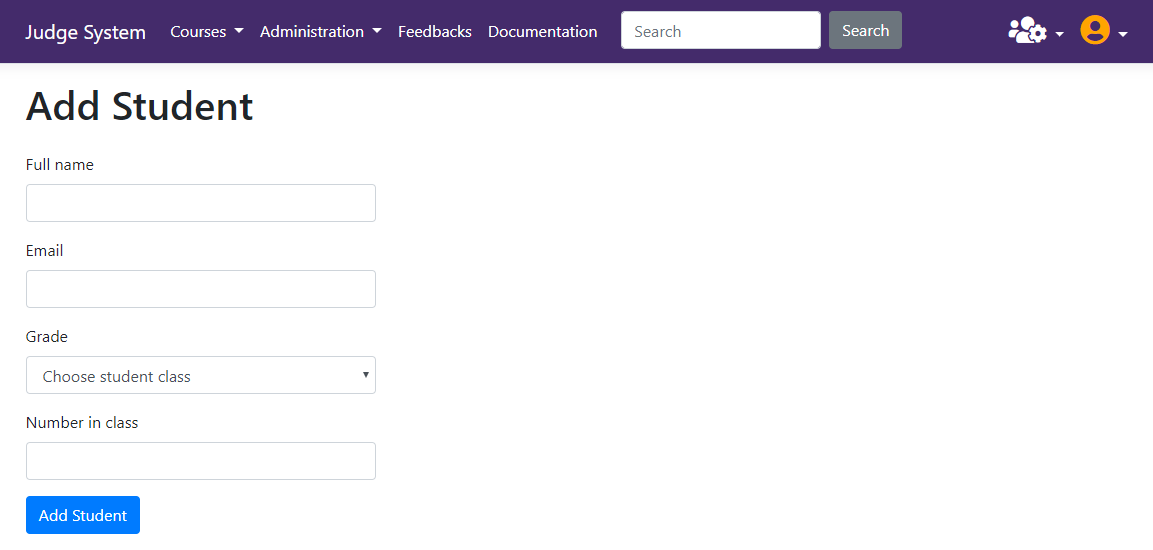 Judge System Courses Administration Feedbacks Documentation Search Search
Add Student
Full name
Email
Grade
Choose student class
Number in class
Add Student